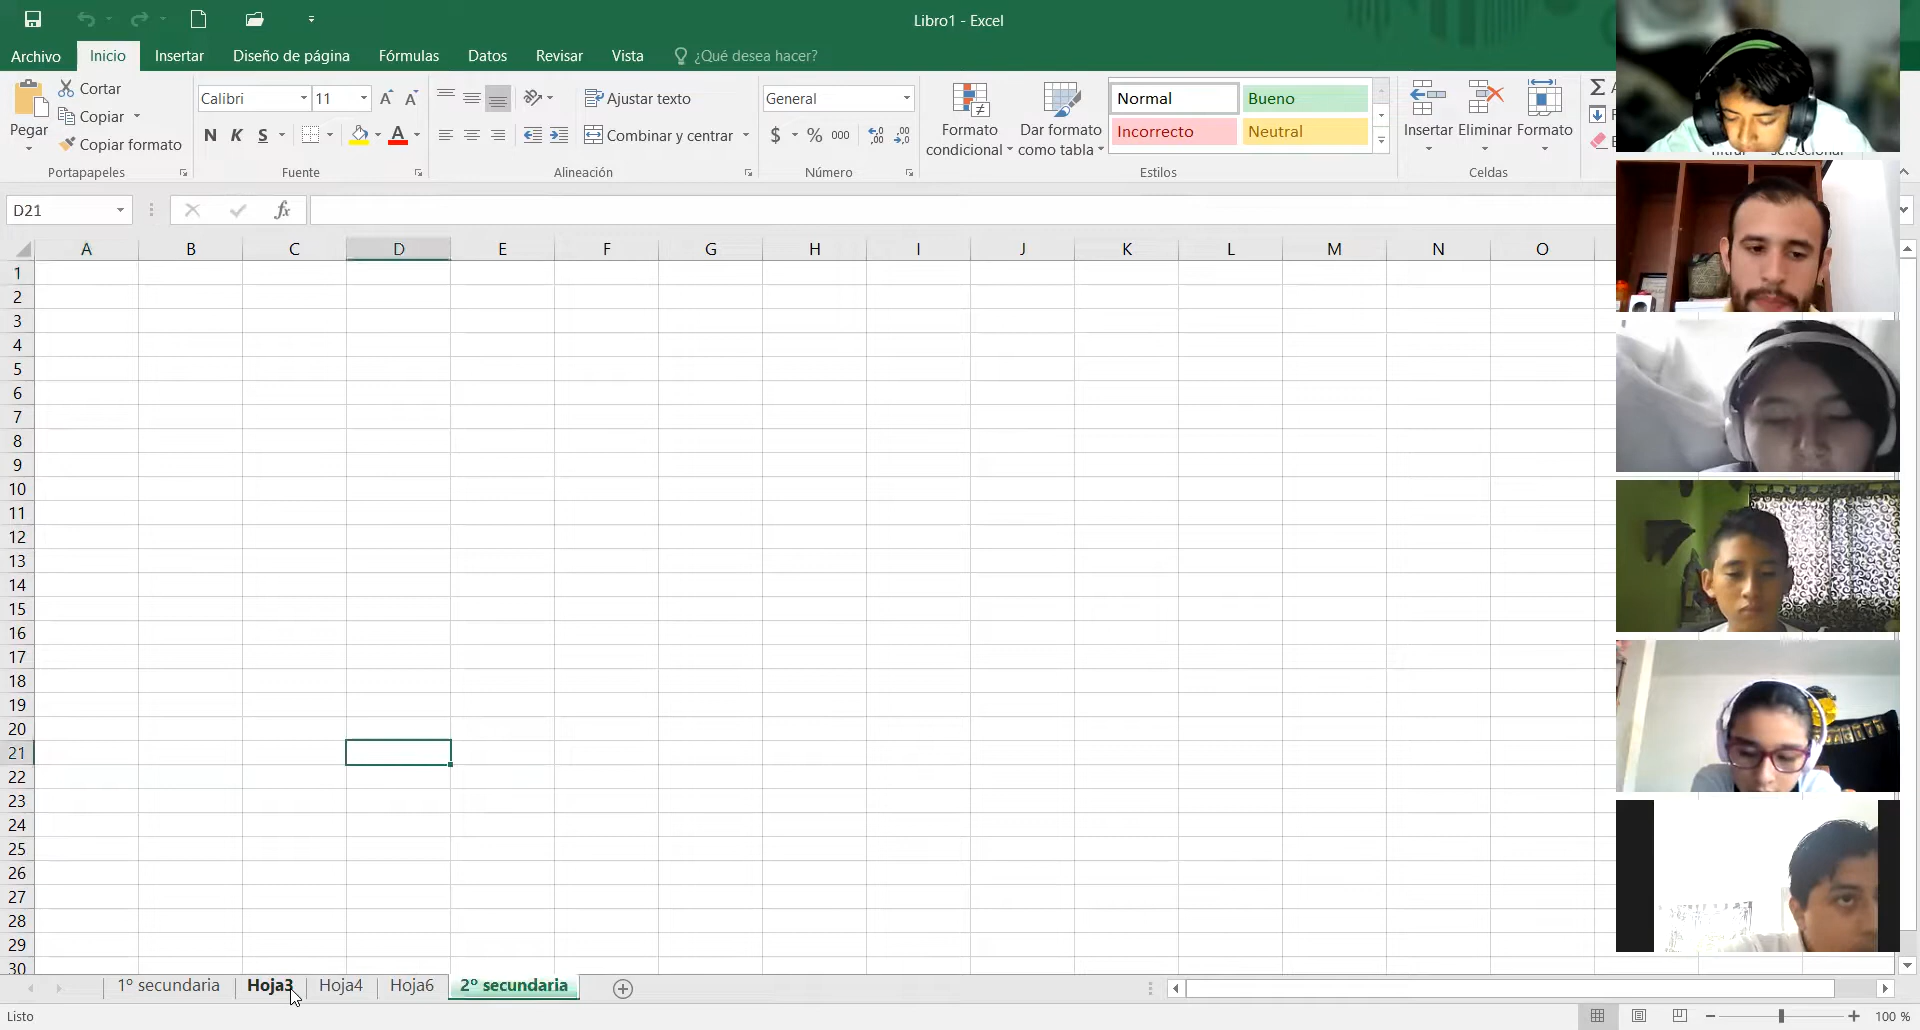 Libro1 - Excel
Archivo Inicio Insertar Diseño de página Fórmulas Datos Revisar Vista ¿Qué desea hacer?
Cortar
Copiar
Copiar formato
Pegar
Portapapeles
Calibri 11
N K S
Fuente
Ajustar texto
Combinar y centrar
Alineación
General
$ % 000
Número
Formato condicional
Dar formato como tabla
Normal Bueno
Incorrecto Neutral
Estilos
Insertar Eliminar Formato
Celdas
D21 fx
A B C D E F G H I J K L M N O
1
2
3
4
5
6
7
8
9
10
11
12
13
14
15
16
17
18
19
20
21
22
23
24
25
26
27
28
29
30
1º secundaria Hoja3 Hoja4 Hoja6 2º secundaria
Listo 100 %